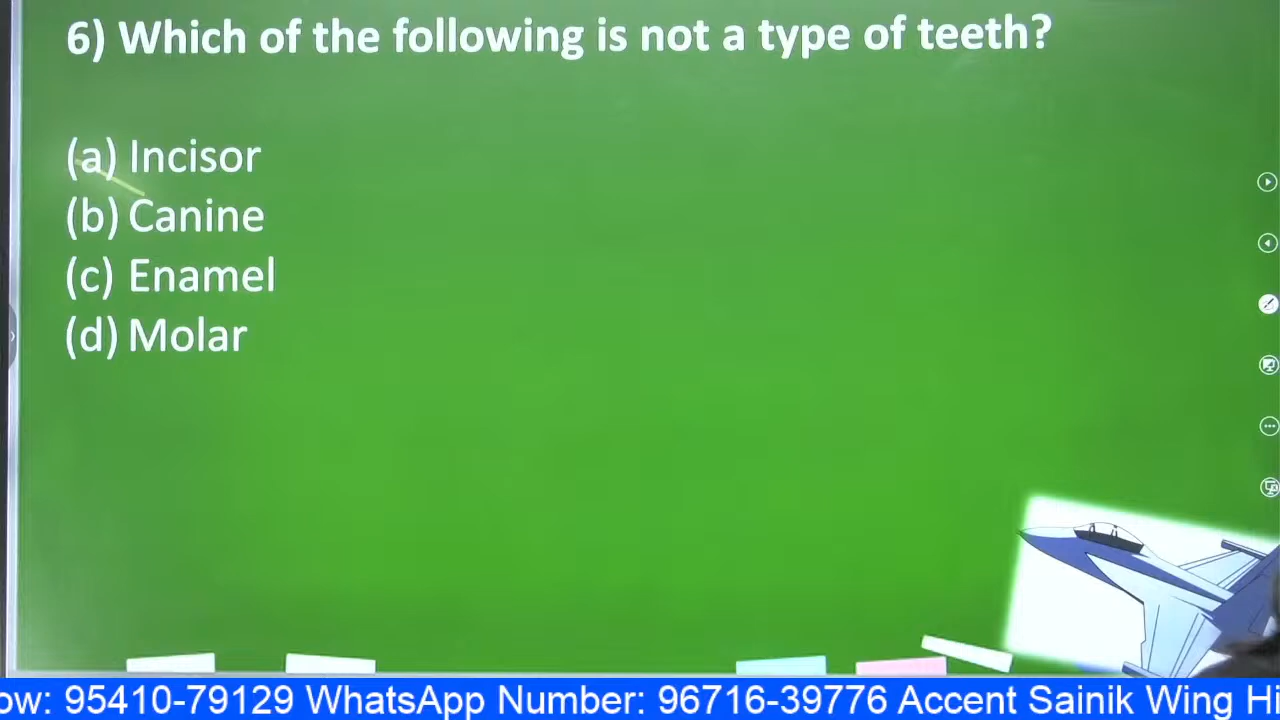 6) Which of the following is not a type of teeth?
(a) Incisor
(b) Canine
(c) Enamel
(d) Molar
ow: 95410-79129 WhatsApp Number: 96716-39776 Accent Sainik Wing Hi